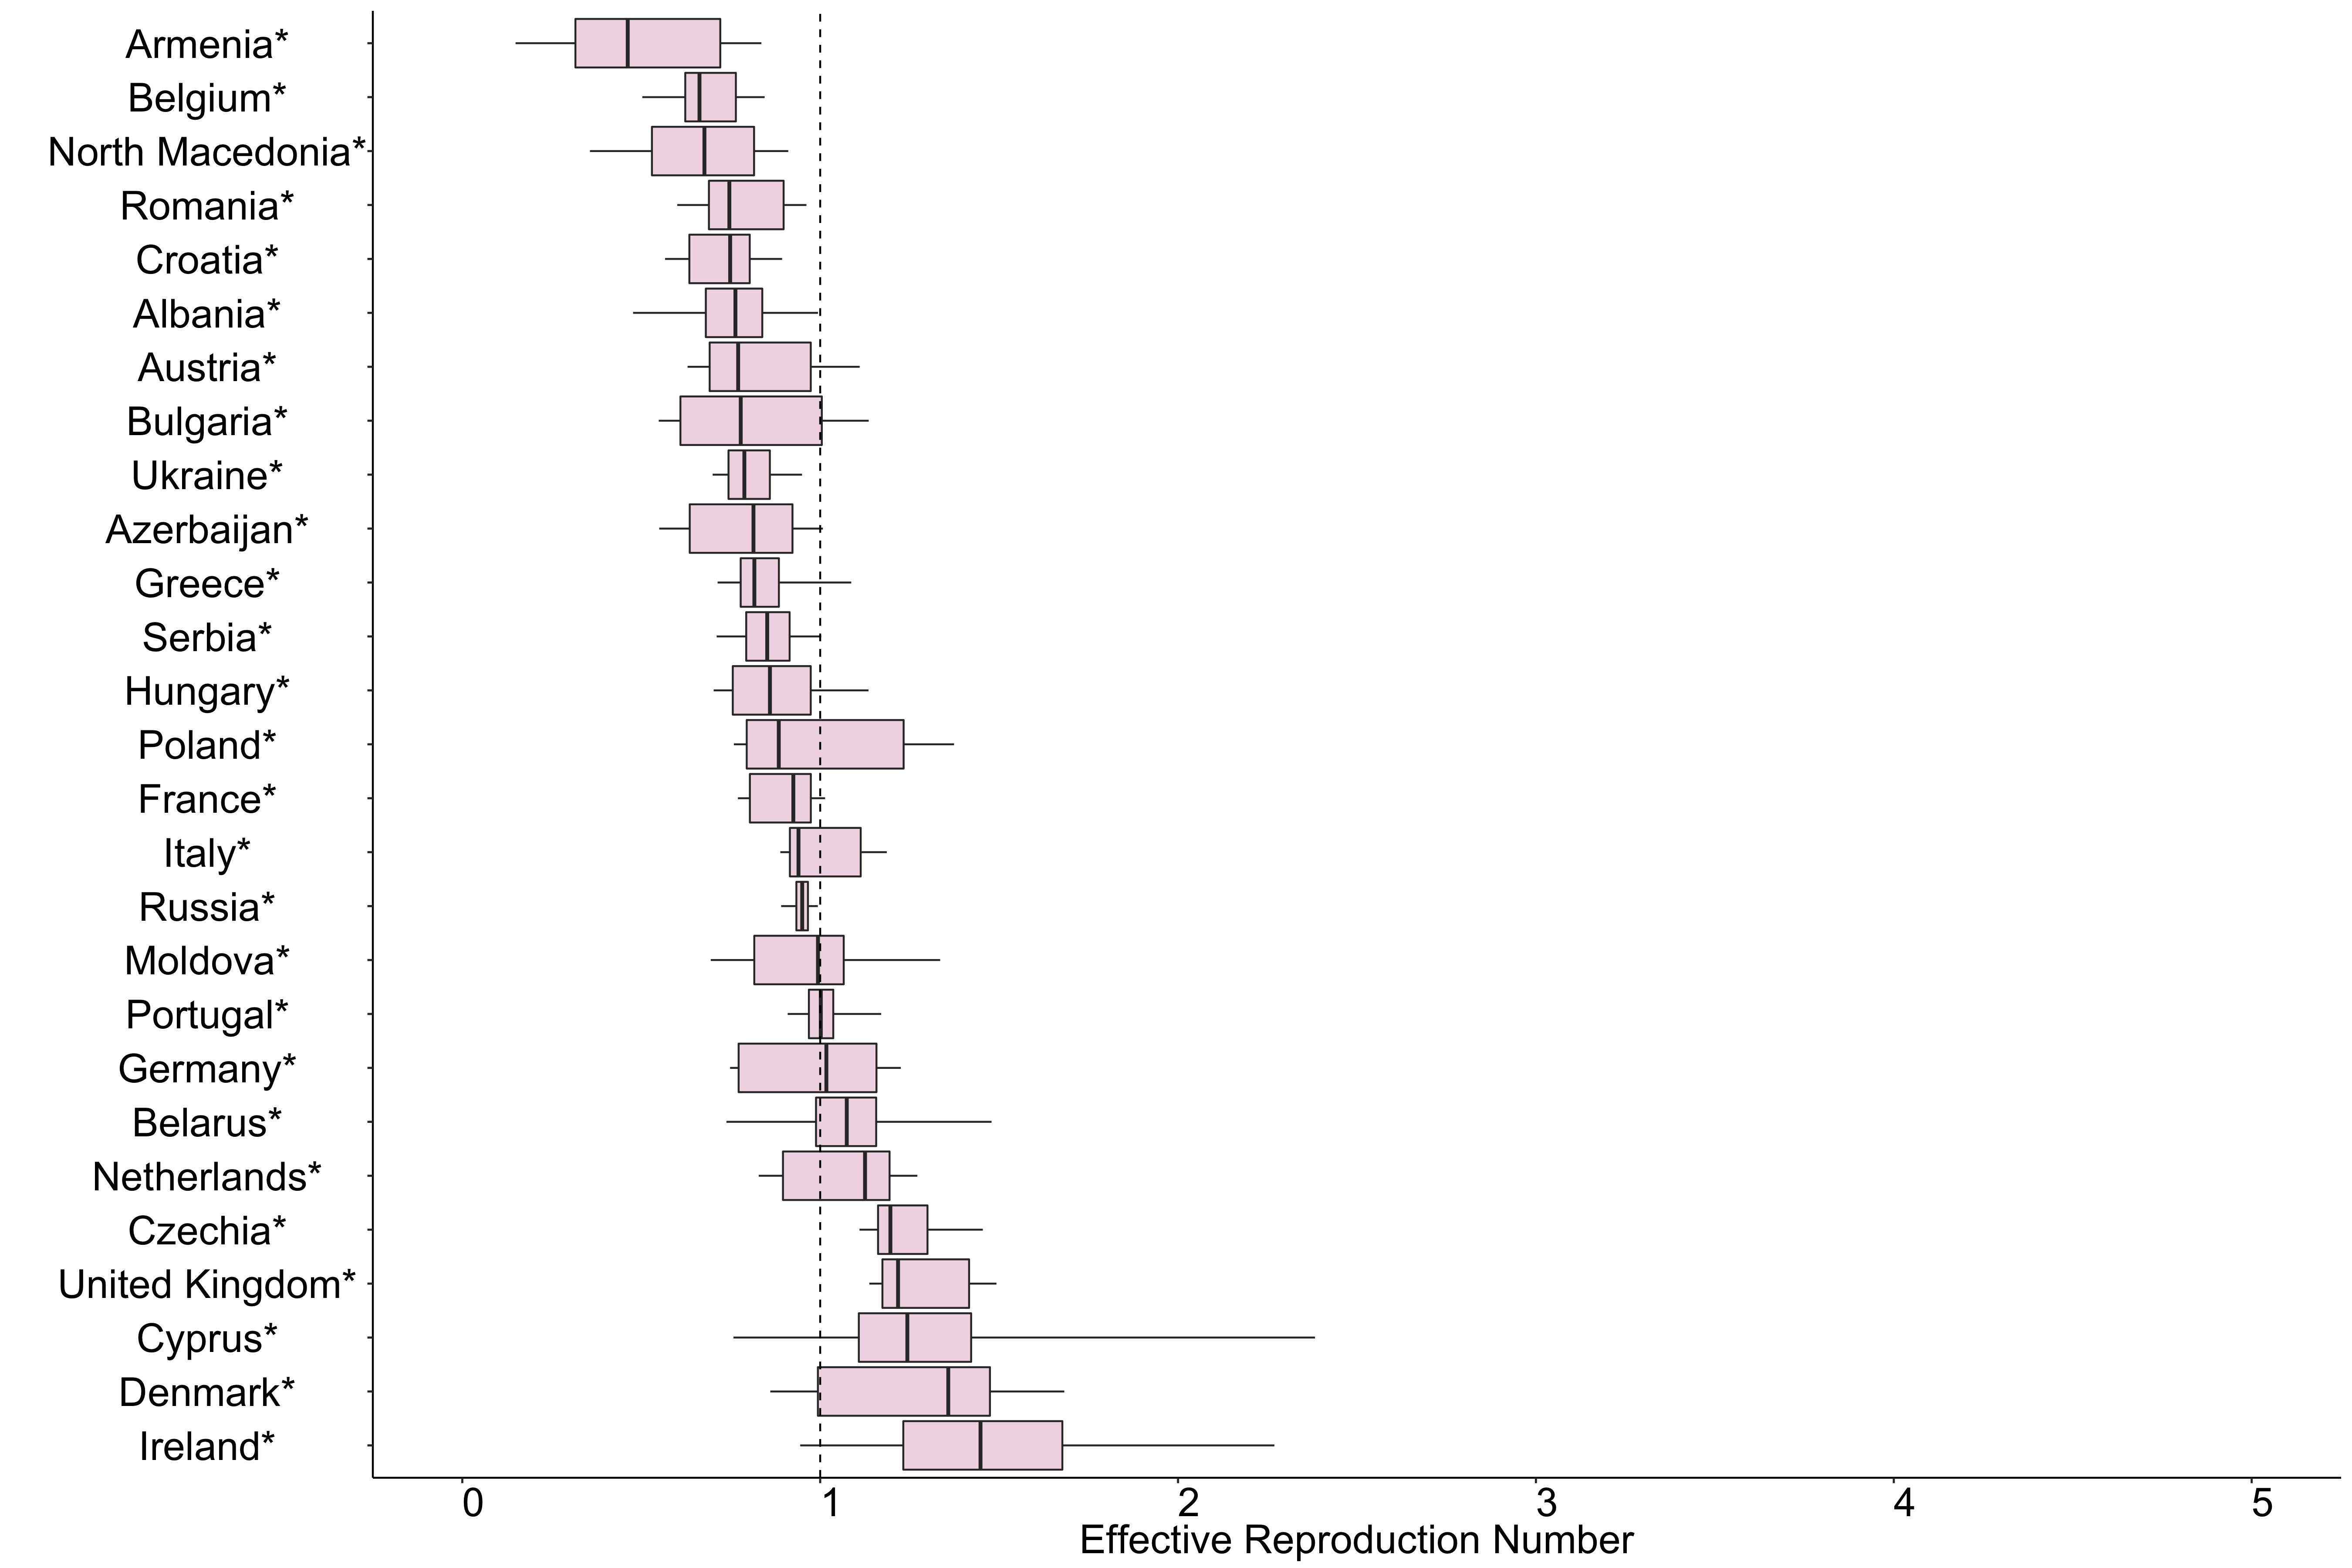 Armenia*
Belgium*
North Macedonia*
Romania*
Croatia*
Albania*
Austria*
Bulgaria*
Ukraine*
Azerbaijan*
Greece*
Serbia*
Hungary*
Poland*
France*
Italy*
Russia*
Moldova*
Portugal*
Germany*
Belarus*
Netherlands*
Czechia*
United Kingdom*
Cyprus*
Denmark*
Ireland*
0 1 2 3 4 5
Effective Reproduction Number